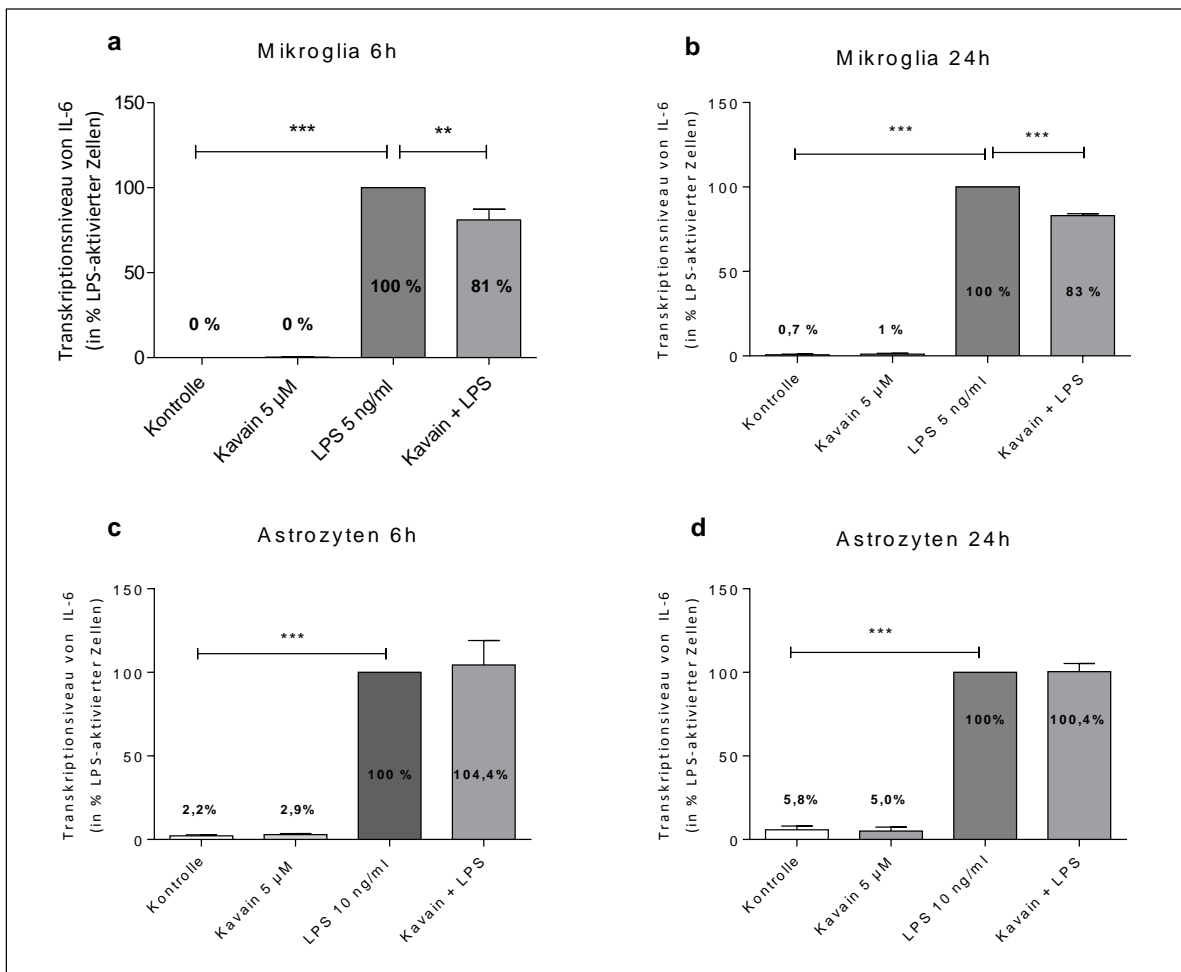 a
Mikroglia 6h
Transkriptionsniveau von IL-6
(in % LPS-aktivierter Zellen)
150
100
50
0
***
**
0 %
0 %
100 %
81 %
Kontrolle
Kavain 5 µM
LPS 5 ng/ml
Kavain + LPS
b
Mikroglia 24h
Transkriptionsniveau von IL-6
(in % LPS-aktivierter Zellen)
150
100
50
0
***
***
0,7 %
1 %
100 %
83 %
Kontrolle
Kavain 5 µM
LPS 5 ng/ml
Kavain + LPS
c
Astrozyten 6h
Transkriptionsiveau von IL-6
(in % LPS-aktivierter Zellen)
150
100
50
0
***
2,2%
2,9%
100 %
104,4%
Kontrolle
Kavain 5 µM
LPS 10 ng/ml
Kavain + LPS
d
Astrozyten 24h
Transkriptionsiveau von IL-6
(in % LPS-aktivierter Zellen)
150
100
50
0
***
5,8%
5,0%
100%
100,4%
Kontrolle
Kavain 5 µM
LPS 10 ng/ml
Kavain + LPS